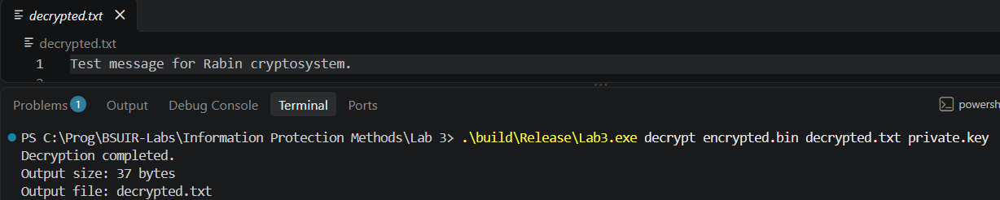 decrypted.txt
decrypted.txt
1 Test message for Rabin cryptosystem.
Problems 1 Output Debug Console Terminal Ports powersh
PS C:\Prog\BSUIR-Labs\Information Protection Methods\Lab 3> .\build\Release\Lab3.exe decrypt encrypted.bin decrypted.txt private.key
Decryption completed.
Output size: 37 bytes
Output file: decrypted.txt